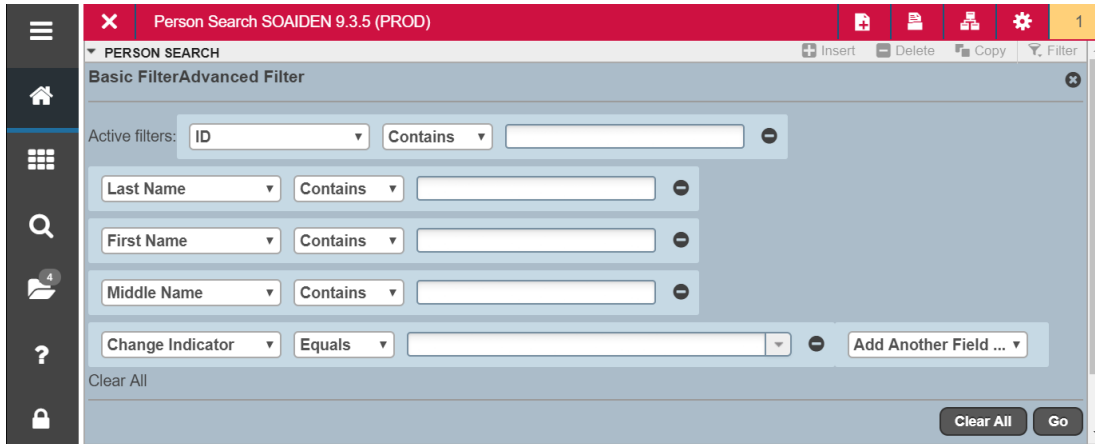 Person Search SOAIDEN 9.3.5 (PROD) 1
PERSON SEARCH Insert Delete Copy Filter
Basic FilterAdvanced Filter
Active filters: ID Contains
Last Name Contains
First Name Contains
4
Middle Name Contains
Change Indicator Equals Add Another Field ...
?
Clear All
Clear All Go